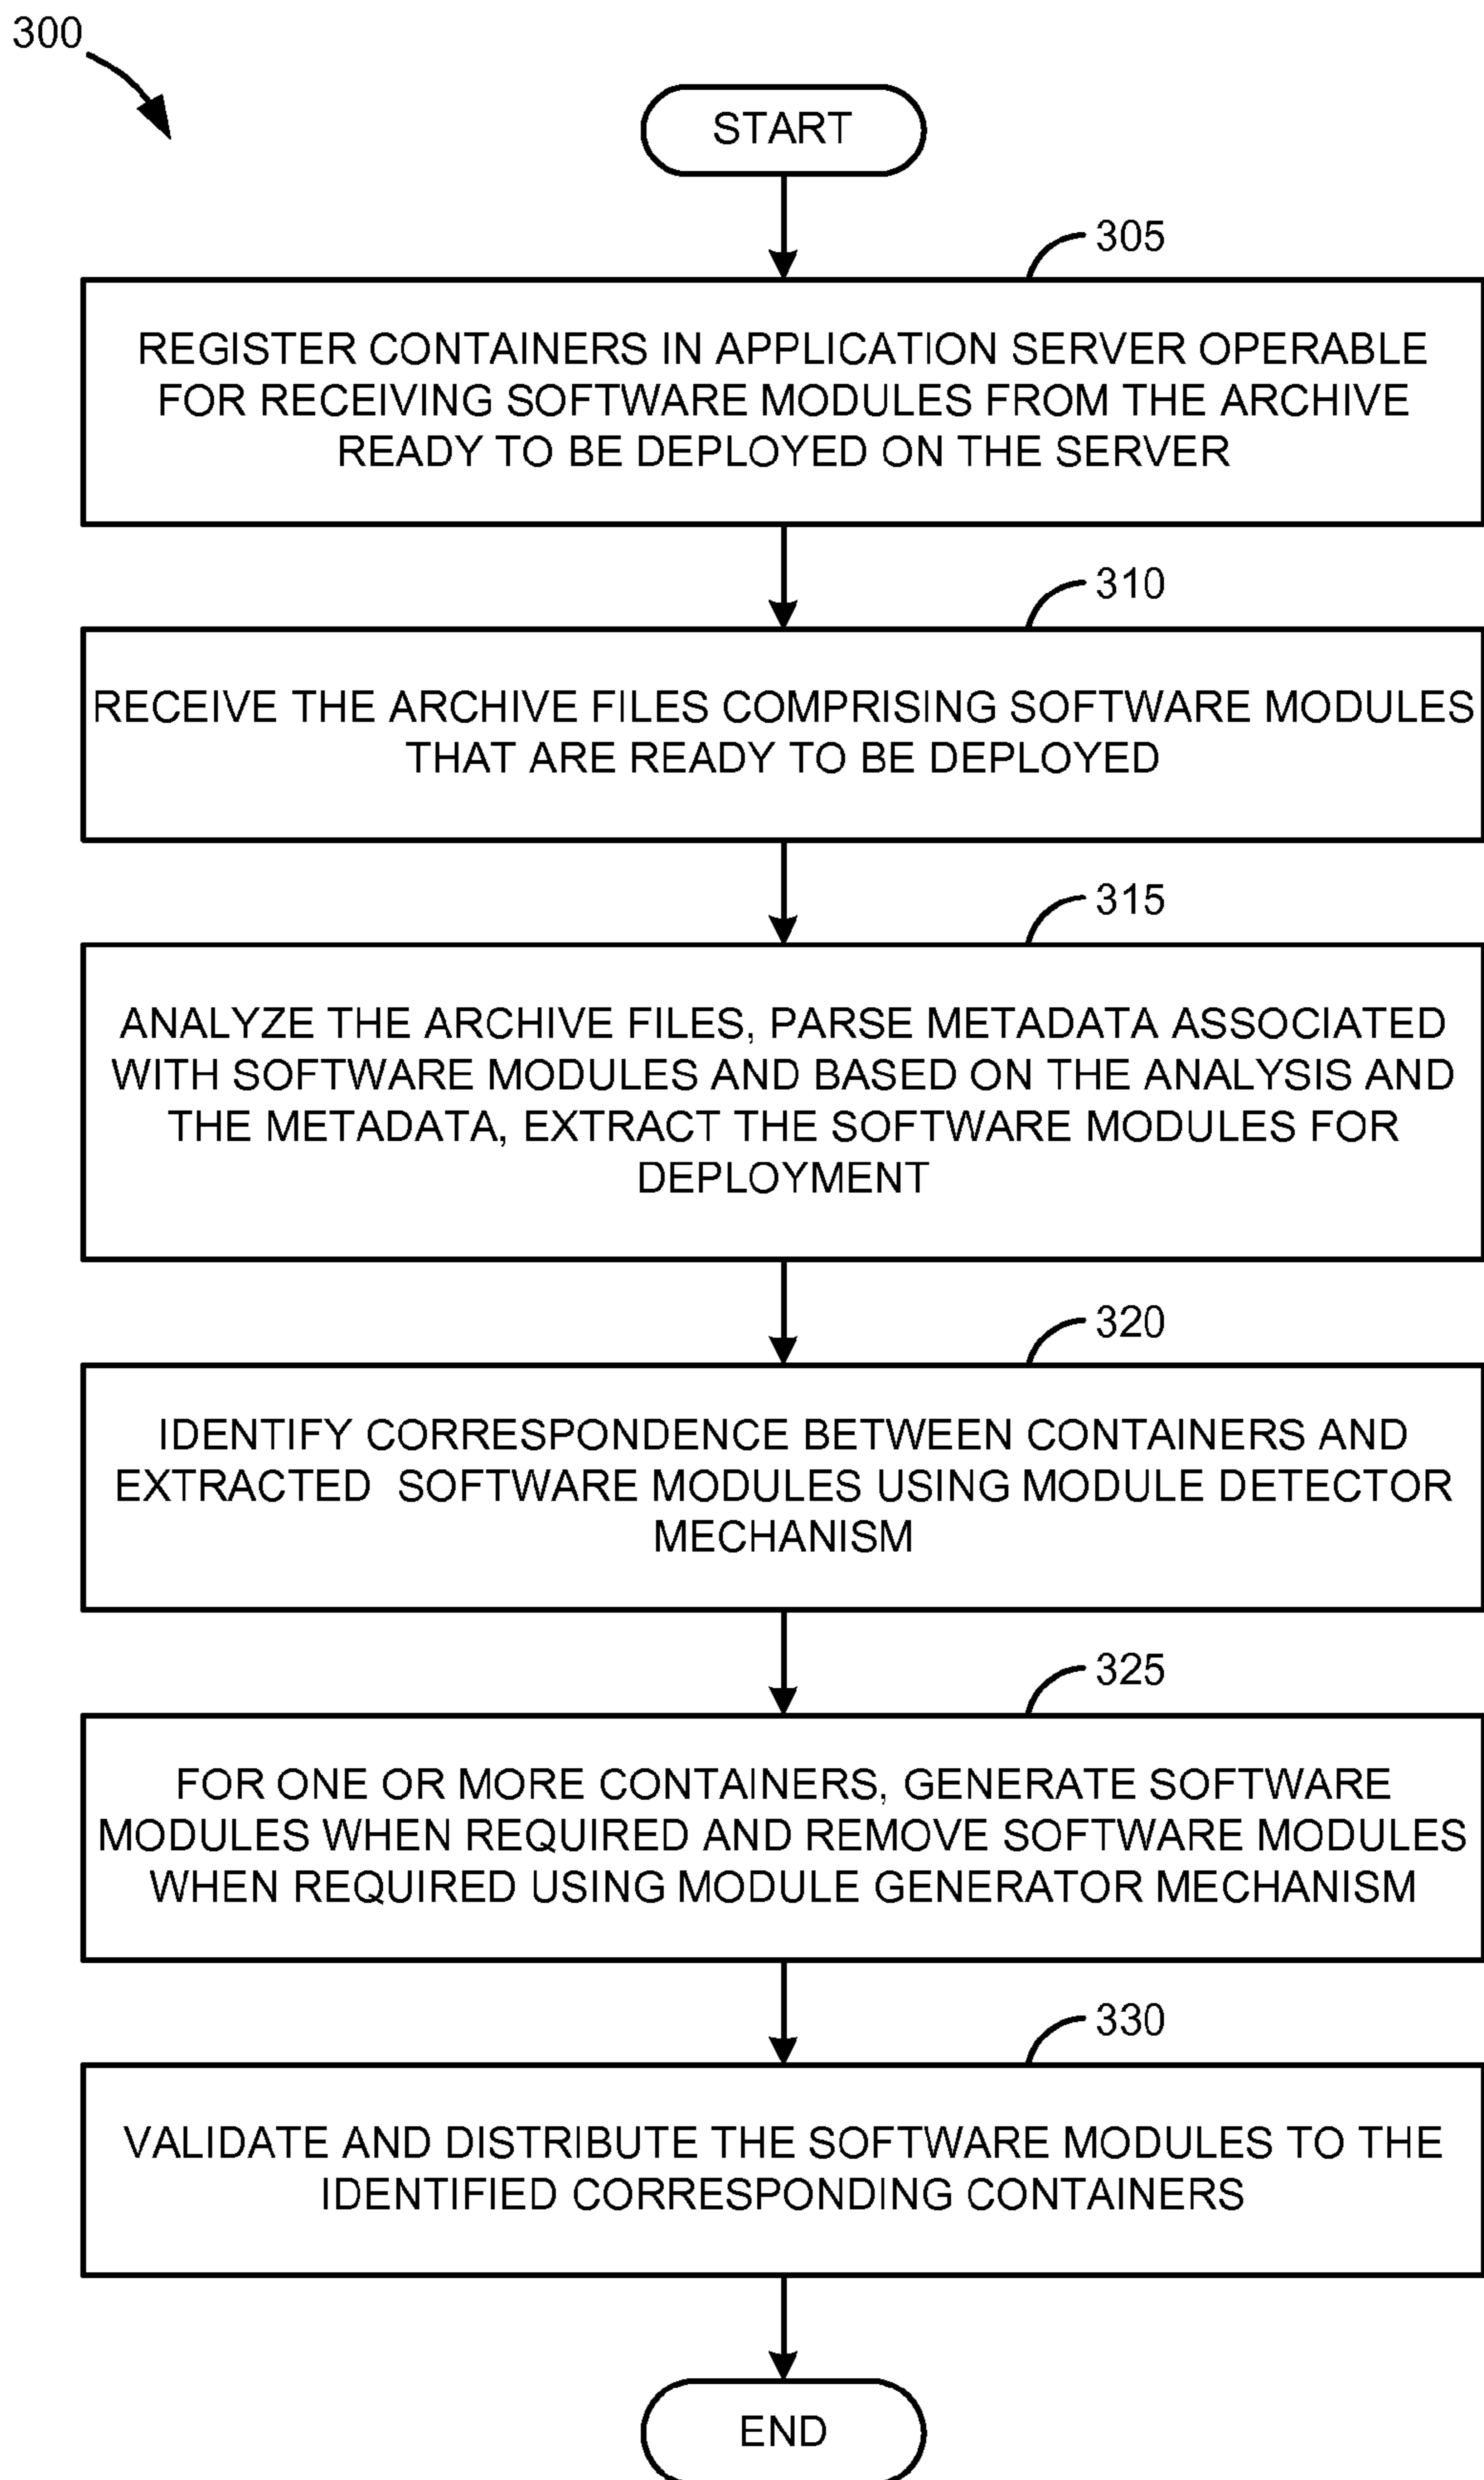 300
START
305
REGISTER CONTAINERS IN APPLICATION SERVER OPERABLE
FOR RECEIVING SOFTWARE MODULES FROM THE ARCHIVE
READY TO BE DEPLOYED ON THE SERVER
310
RECEIVE THE ARCHIVE FILES COMPRISING SOFTWARE MODULES
THAT ARE READY TO BE DEPLOYED
315
ANALYZE THE ARCHIVE FILES, PARSE METADATA ASSOCIATED
WITH SOFTWARE MODULES AND BASED ON THE ANALYSIS AND
THE METADATA, EXTRACT THE SOFTWARE MODULES FOR
DEPLOYMENT
320
IDENTIFY CORRESPONDENCE BETWEEN CONTAINERS AND
EXTRACTED SOFTWARE MODULES USING MODULE DETECTOR
MECHANISM
325
FOR ONE OR MORE CONTAINERS, GENERATE SOFTWARE
MODULES WHEN REQUIRED AND REMOVE SOFTWARE MODULES
WHEN REQUIRED USING MODULE GENERATOR MECHANISM
330
VALIDATE AND DISTRIBUTE THE SOFTWARE MODULES TO THE
IDENTIFIED CORRESPONDING CONTAINERS
END